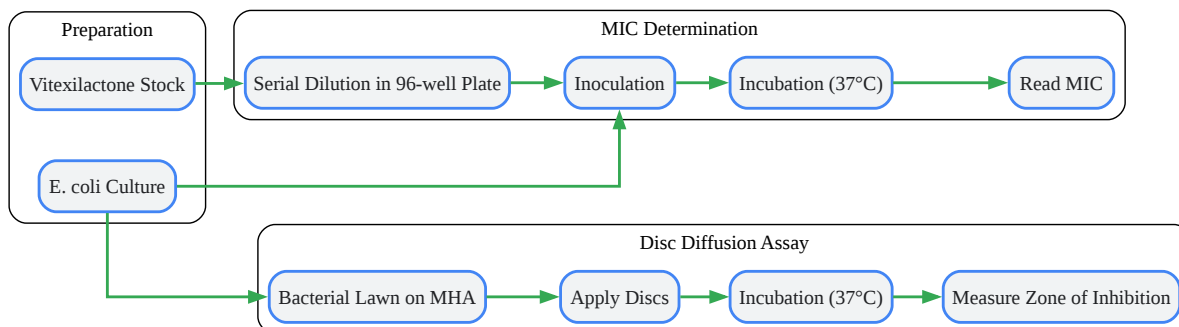 Preparation
Vitexilactone Stock
E. coli Culture
MIC Determination
Serial Dilution in 96-well Plate
Inoculation
Incubation (37°C)
Read MIC
Disc Diffusion Assay
Bacterial Lawn on MHA
Apply Discs
Incubation (37°C)
Measure Zone of Inhibition